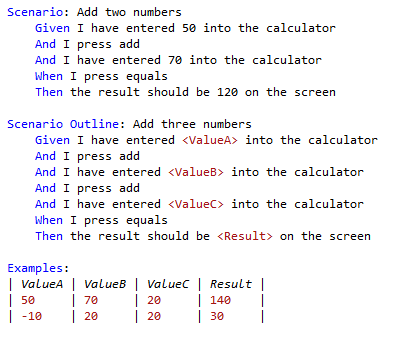 Scenario: Add two numbers
Given I have entered 50 into the calculator
And I press add
And I have entered 70 into the calculator
When I press equals
Then the result should be 120 on the screen
Scenario Outline: Add three numbers
Given I have entered <ValueA> into the calculator
And I press add
And I have entered <ValueB> into the calculator
And I press add
And I have entered <ValueC> into the calculator
When I press equals
Then the result should be <Result> on the screen
Examples:
| ValueA | ValueB | ValueC | Result |
| 50 | 70 | 20 | 140 |
| -10 | 20 | 20 | 30 |